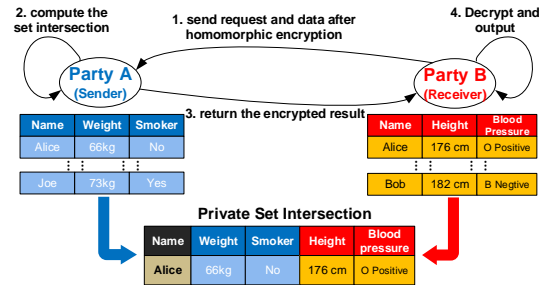 2. compute the
set intersection
1. send request and data after
homomorphic encryption
4. Decrypt and
output
Party A
(Sender)
Party B
(Receiver)
3. return the encrypted result
Name Weight Smoker
Alice 66kg No
Joe 73kg Yes
Name Height Blood
Pressure
Alice 176 cm O Positive
Bob 182 cm B Negtive
Private Set Intersection
Name Weight Smoker Height Blood
pressure
Alice 66kg No 176 cm O Positive